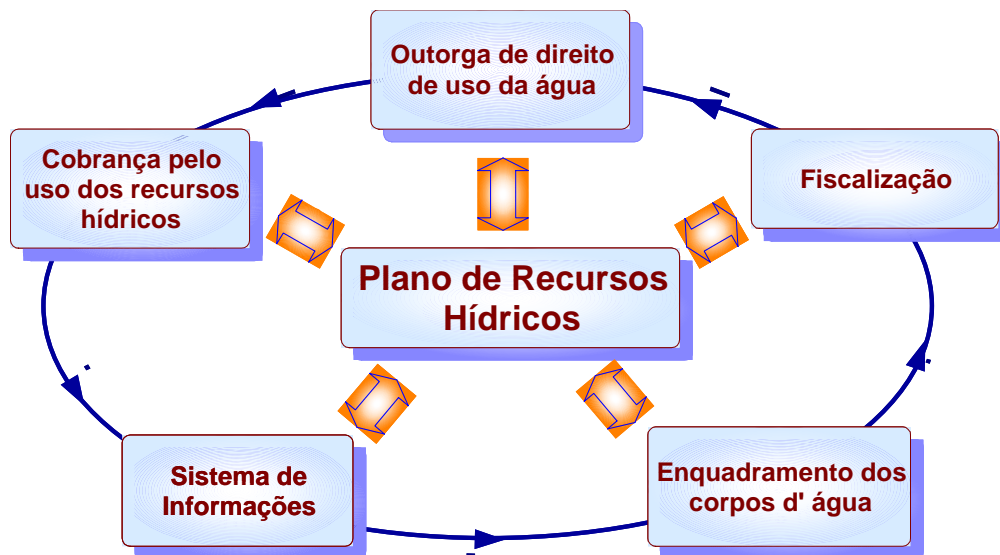 Outorga de direito
de uso da água
Cobrança pelo
uso dos recursos
hídricos
Fiscalização
Plano de Recursos
Hídricos
Sistema de
Informações
Enquadramento dos
corpos d' água